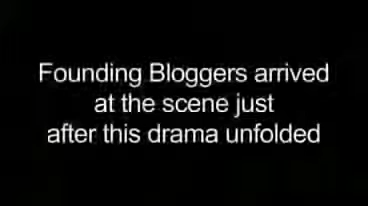 Founding Bloggers arrived
at the scene just
after this drama unfolded